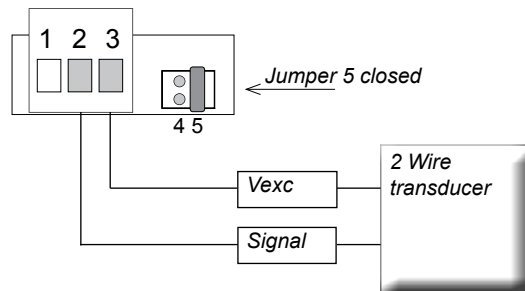 1 2 3
Jumper 5 closed
4 5
2 Wire
transducer
Vexc
Signal